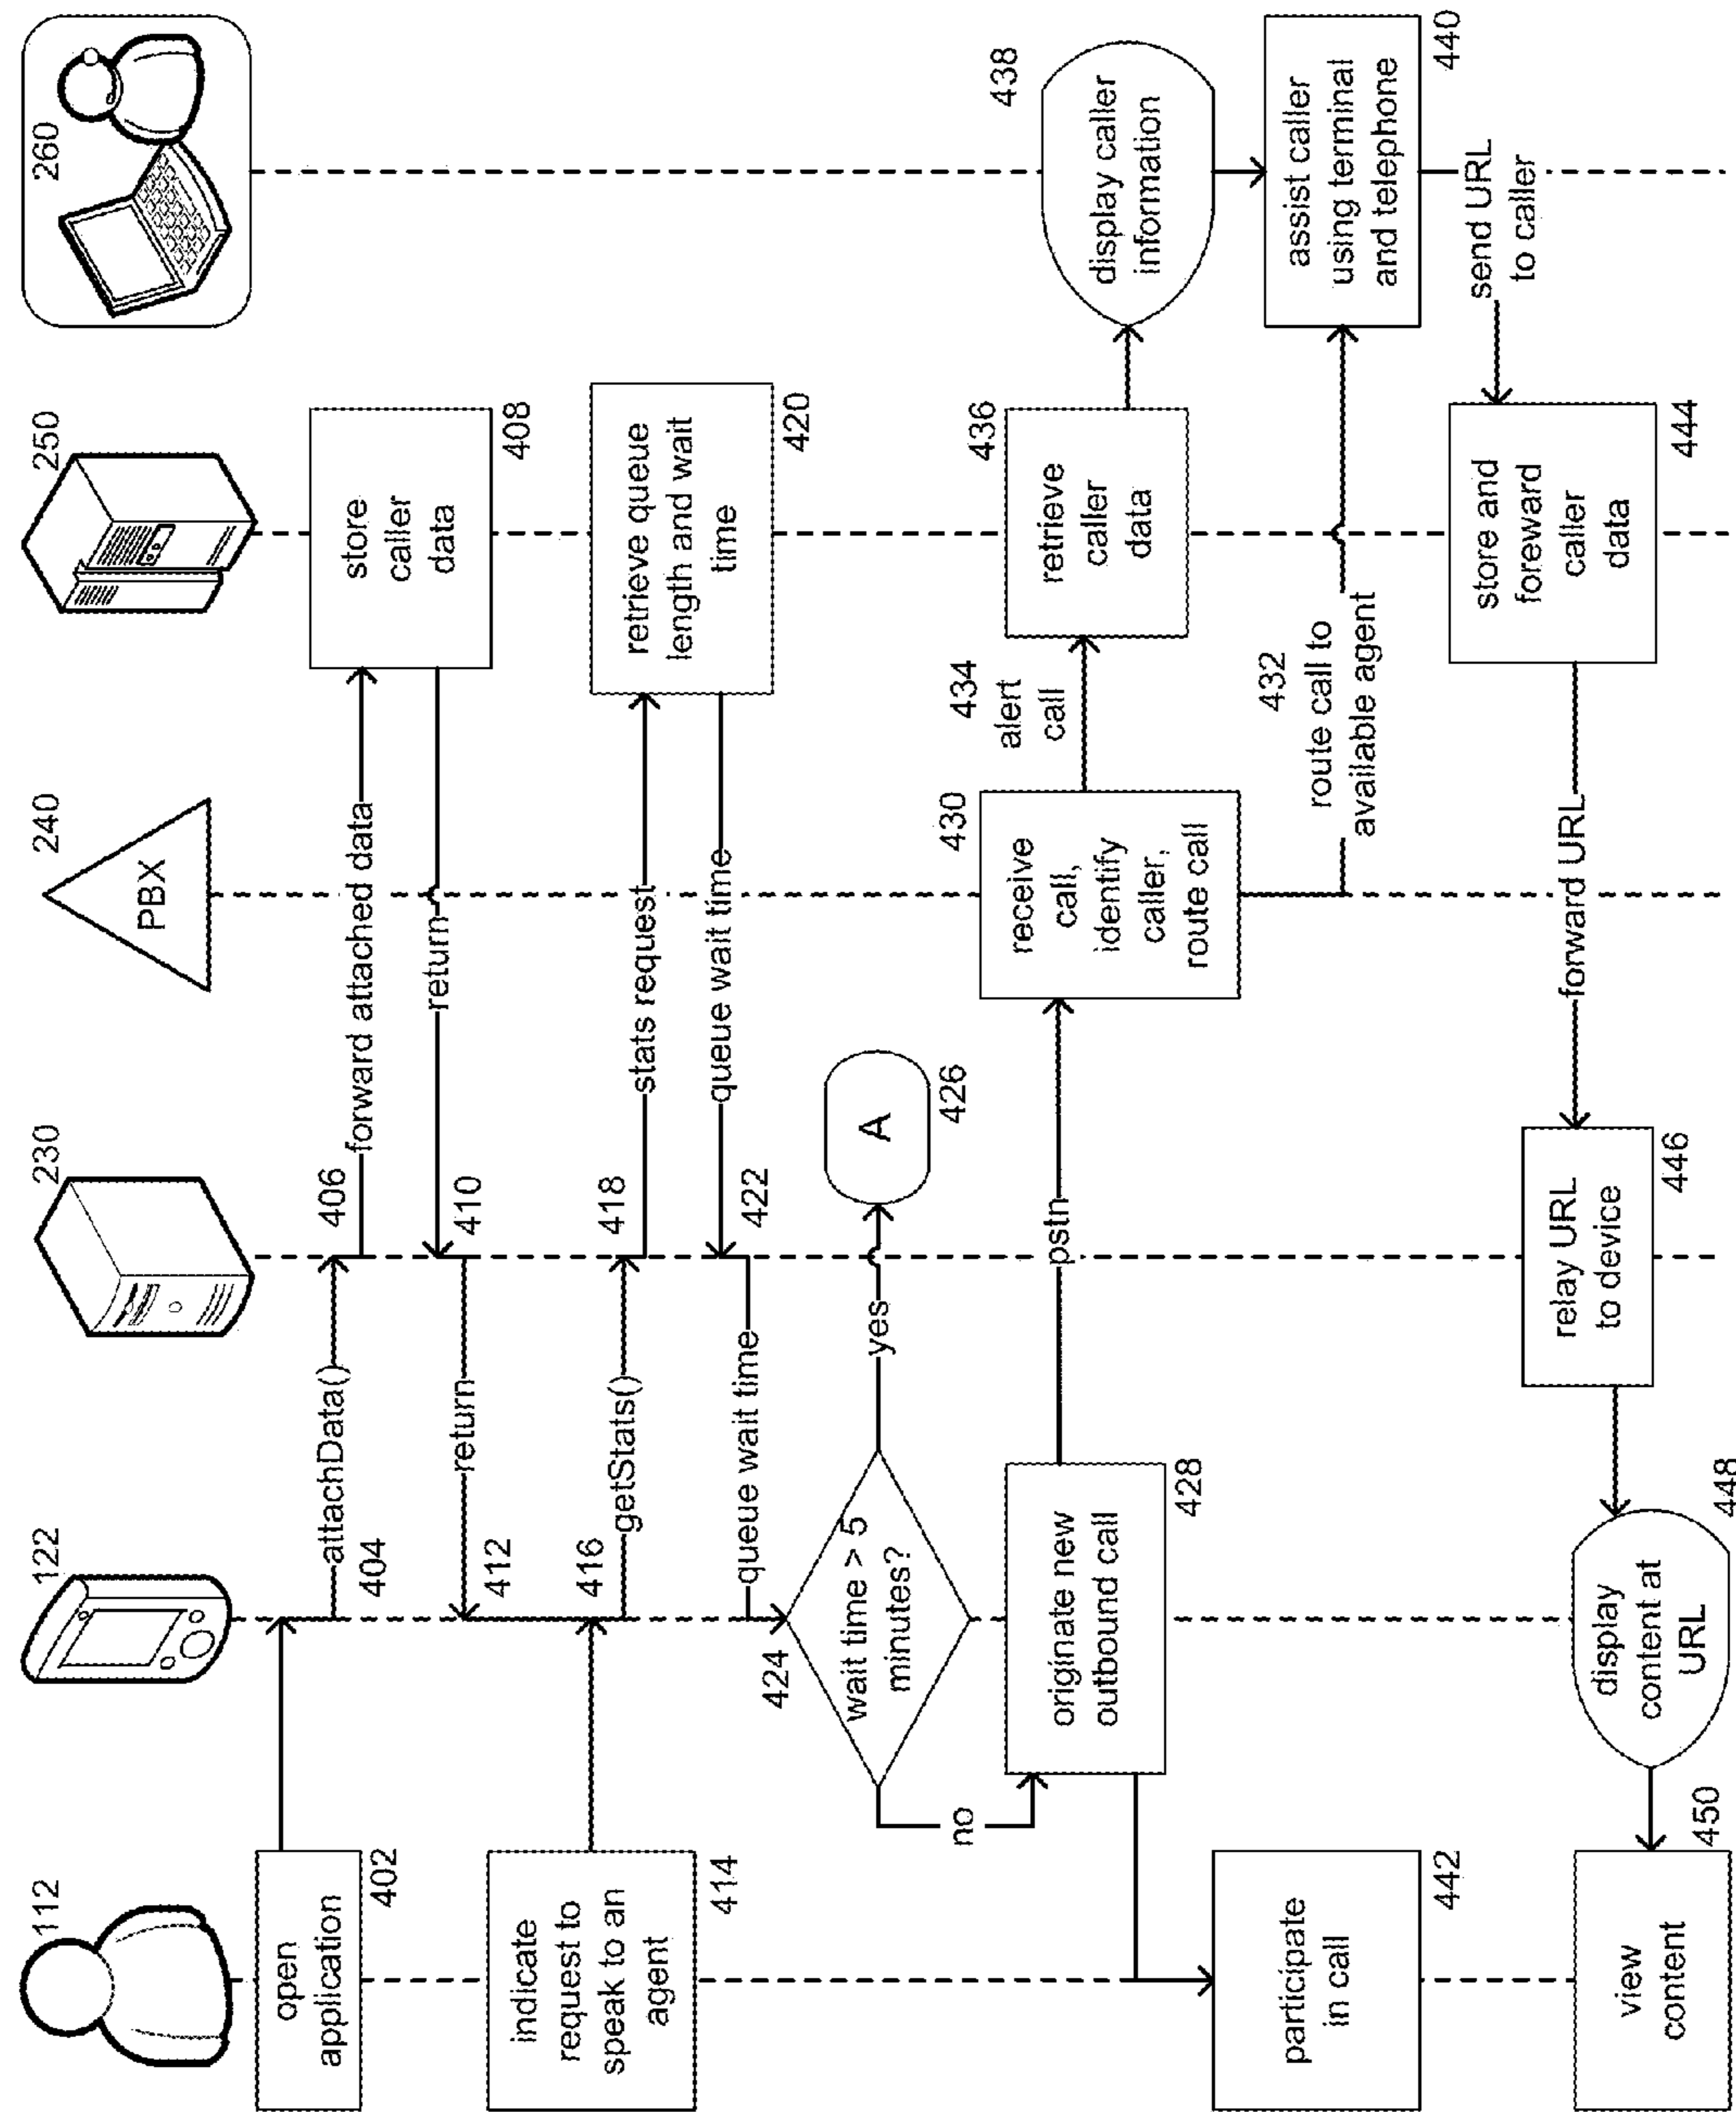 112
122
230
240
PBX
250
260
open
application
402
attachData()
404
406
forward attached data
store
caller
data
408
return
410
return
412
indicate
request to
speak to an
agent
414
416
getStats()
418
stats request
retrieve queue
length and wait
time
420
queue wait time
422
queue wait time
424
wait time > 5
minutes?
yes
A
426
no
originate new
outbound call
428
pstn
430
receive
call,
identify
caller,
route call
434
alert
call
436
retrieve
caller
data
438
display caller
information
432
route call to
available agent
assist caller
using terminal
and telephone
440
participate
in call
442
send URL
to caller
store and
foreward
caller
data
444
forward URL
relay URL
to device
446
display
content at
URL
448
view
content
450